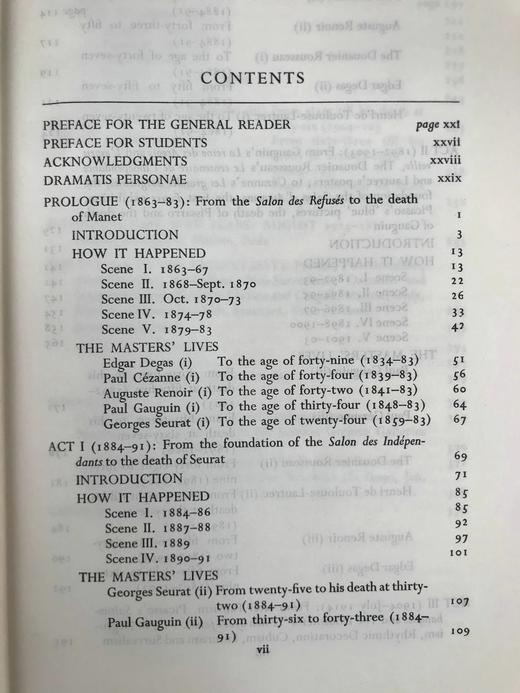 CONTENTS
PREFACE FOR THE GENERAL READER page xxi
PREFACE FOR STUDENTS xxvii
ACKNOWLEDGMENTS xxviii
DRAMATIS PERSONAE xxix
PROLOGUE (1863–83): From the Salon des Refusés to the death
of Manet 1
INTRODUCTION 3
HOW IT HAPPENED 13
Scene I. 1863–67 13
Scene II. 1868–Sept. 1870 22
Scene III. Oct. 1870–73 26
Scene IV. 1874–78 33
Scene V. 1879–83 42
THE MASTERS' LIVES
Edgar Degas (i) To the age of forty-nine (1834–83) 51
Paul Cézanne (i) To the age of forty-four (1839–83) 56
Auguste Renoir (i) To the age of forty-two (1841–83) 60
Paul Gauguin (i) To the age of thirty-four (1848–83) 64
Georges Seurat (i) To the age of twenty-four (1859–83) 67
ACT I (1884–91): From the foundation of the Salon des Indépen-
dants to the death of Seurat 69
INTRODUCTION 71
HOW IT HAPPENED 85
Scene I. 1884–86 85
Scene II. 1887–88 92
Scene III. 1889 97
Scene IV. 1890–91 101
THE MASTERS' LIVES
Georges Seurat (ii) From twenty-five to his death at thirty-
two (1884–91) 107
Paul Gauguin (ii) From thirty-six to forty-three (1884–
91) 109
vii